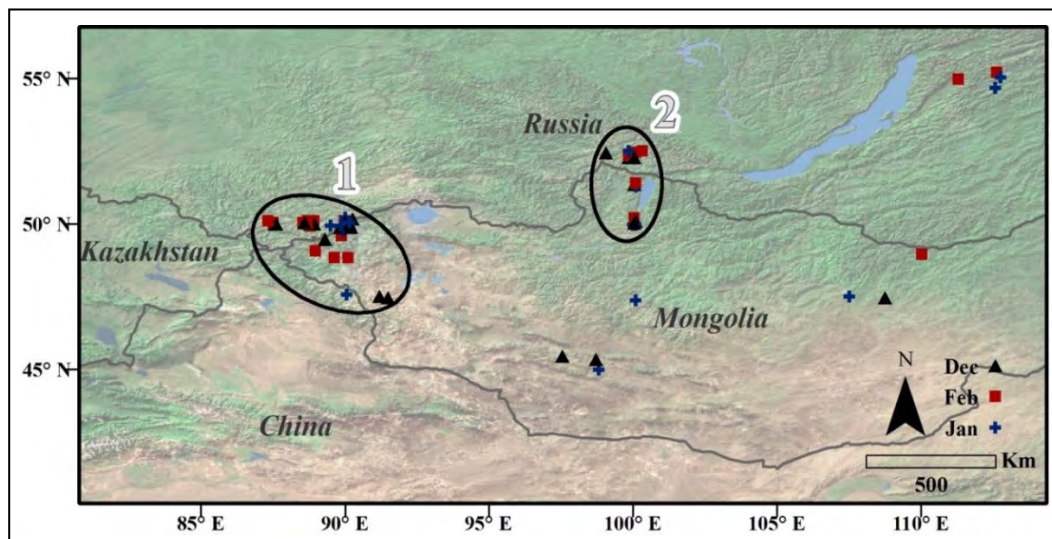 55° N
Russia
2
1
50° N
Kazakhstan
Mongolia
45° N
N
Dec
Feb
Jan
China
Km
500
85° E
90° E
95° E
100° E
105° E
110° E